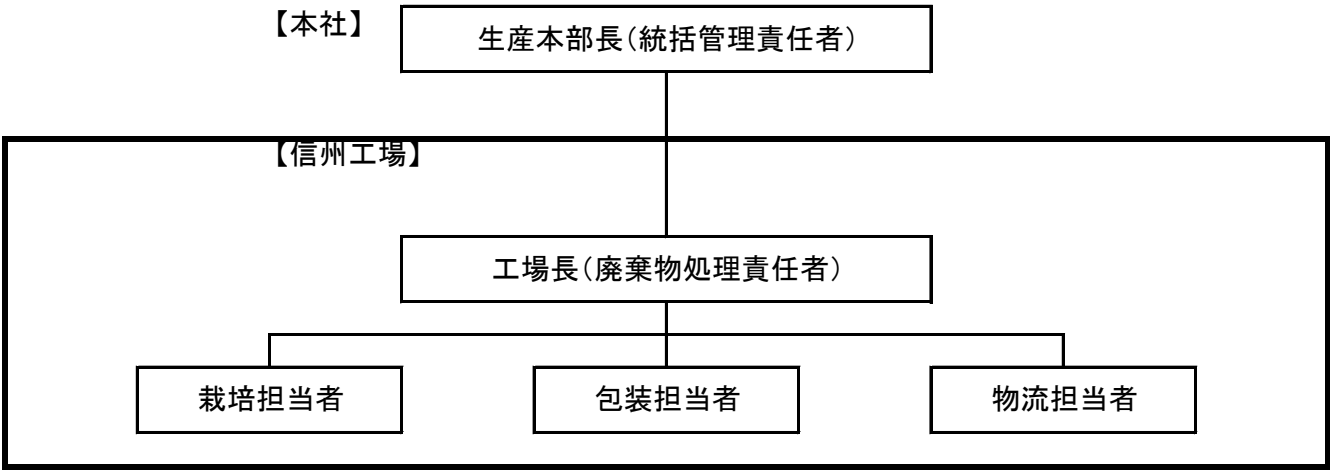 【本社】
生産本部長(統括管理責任者)
【信州工場】
工場長(廃棄物処理責任者)
栽培担当者
包装担当者
物流担当者